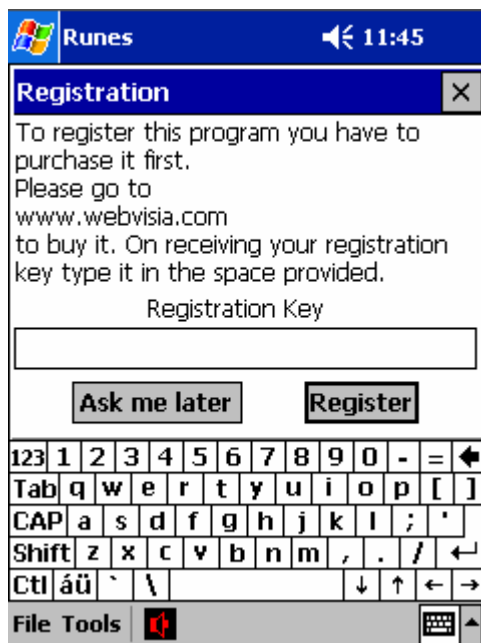 Runes 11:45
Registration
To register this program you have to
purchase it first.
Please go to
www.webvisia.com
to buy it. On receiving your registration
key type it in the space provided.
Registration Key
Ask me later Register
123 1 2 3 4 5 6 7 8 9 0 - =
Tab q w e r t y u i o p [ ]
CAP a s d f g h j k l ; '
Shift z x c v b n m , . /
Ctl áü ` \
File Tools